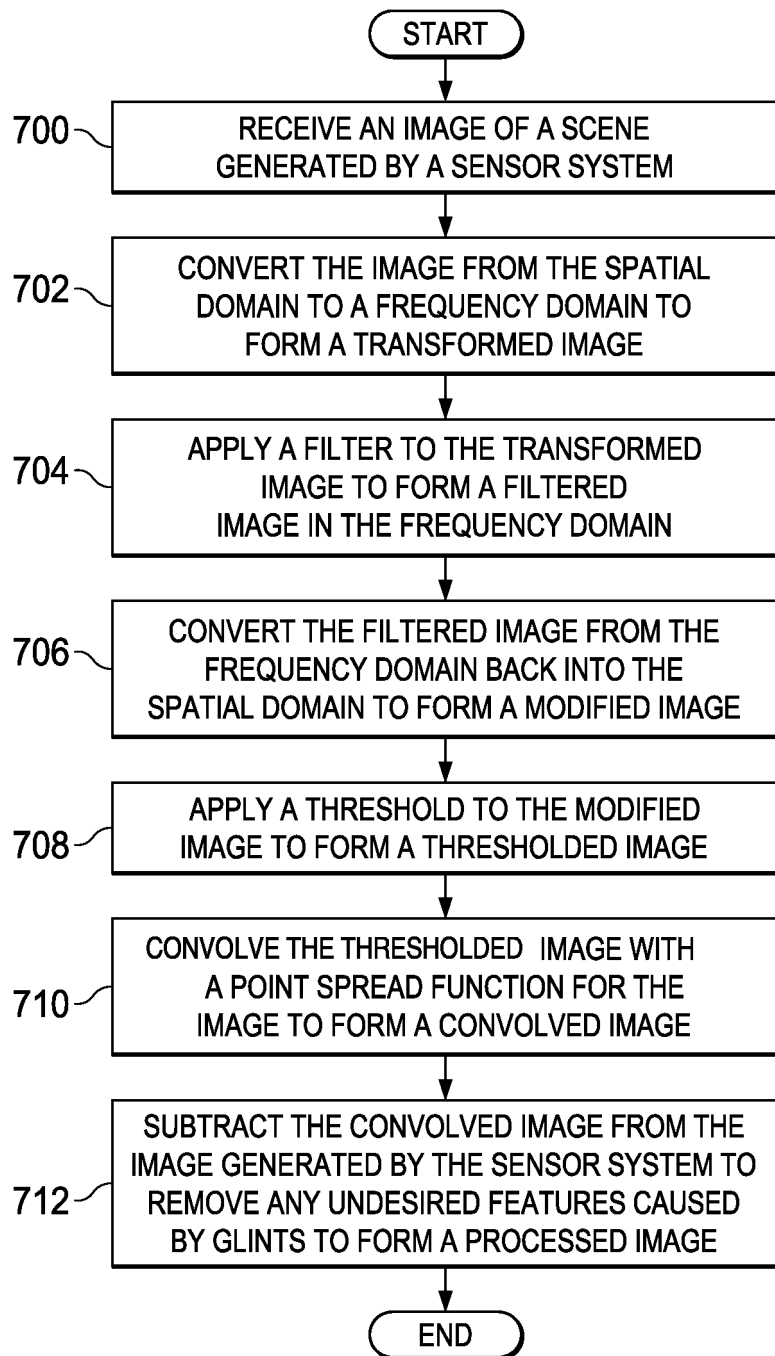 START
700
RECEIVE AN IMAGE OF A SCENE
GENERATED BY A SENSOR SYSTEM
702
CONVERT THE IMAGE FROM THE SPATIAL
DOMAIN TO A FREQUENCY DOMAIN TO
FORM A TRANSFORMED IMAGE
704
APPLY A FILTER TO THE TRANSFORMED
IMAGE TO FORM A FILTERED
IMAGE IN THE FREQUENCY DOMAIN
706
CONVERT THE FILTERED IMAGE FROM THE
FREQUENCY DOMAIN BACK INTO THE
SPATIAL DOMAIN TO FORM A MODIFIED IMAGE
708
APPLY A THRESHOLD TO THE MODIFIED
IMAGE TO FORM A THRESHOLDED IMAGE
710
CONVOLVE THE THRESHOLDED IMAGE WITH
A POINT SPREAD FUNCTION FOR THE
IMAGE TO FORM A CONVOLVED IMAGE
712
SUBTRACT THE CONVOLVED IMAGE FROM THE
IMAGE GENERATED BY THE SENSOR SYSTEM TO
REMOVE ANY UNDESIRED FEATURES CAUSED
BY GLINTS TO FORM A PROCESSED IMAGE
END